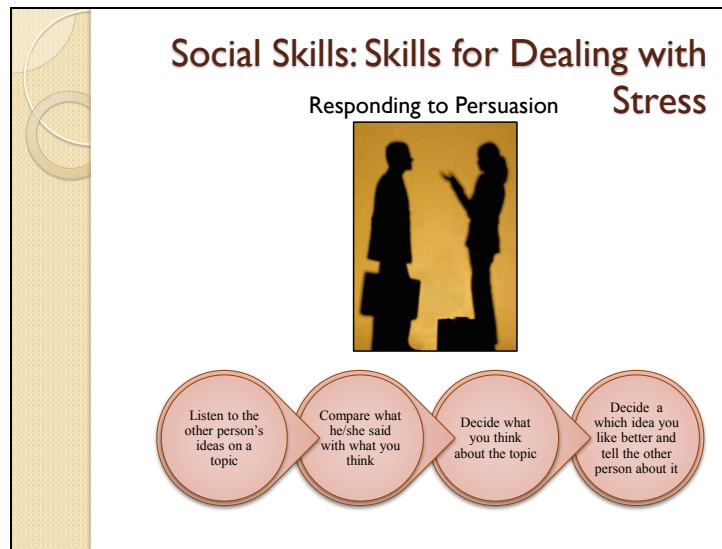 Social Skills: Skills for Dealing with
Stress
Responding to Persuasion
Listen to the
other person's
ideas on a
topic
Compare what
he/she said
with what you
think
Decide what
you think
about the topic
Decide  a
which idea you
like better and
tell the other
person about it